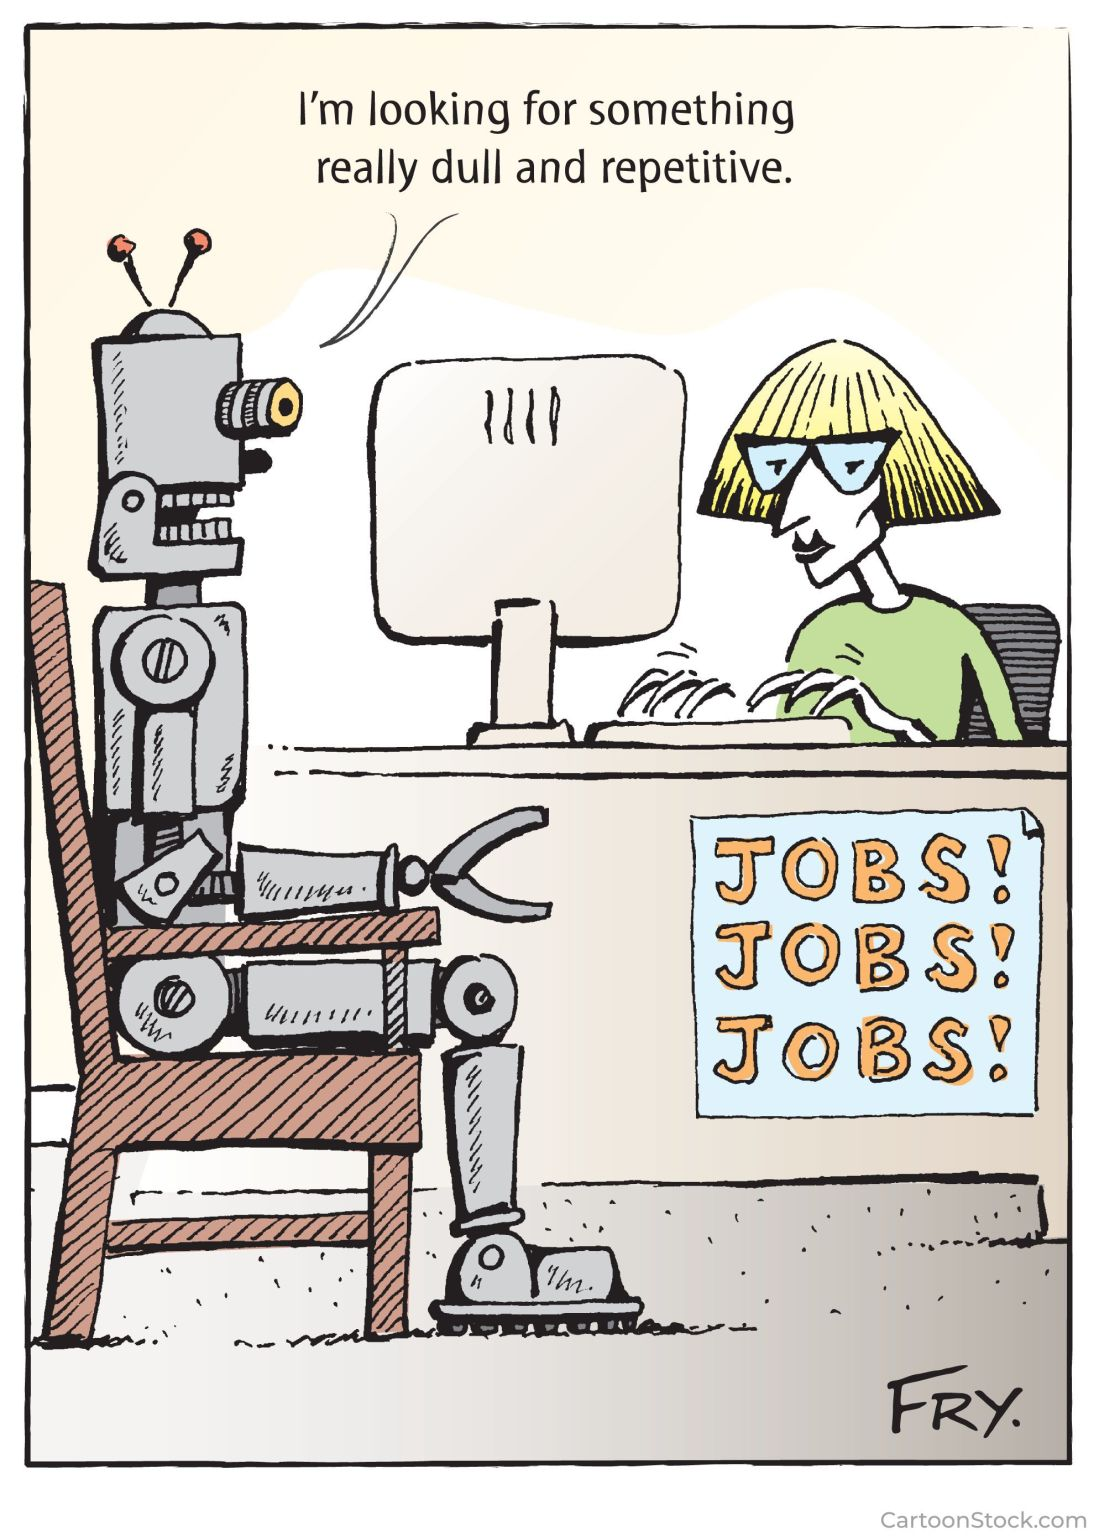 I'm looking for something
really dull and repetitive.
JOBS!
JOBS!
JOBS!
FRY.
CartoonStock.com